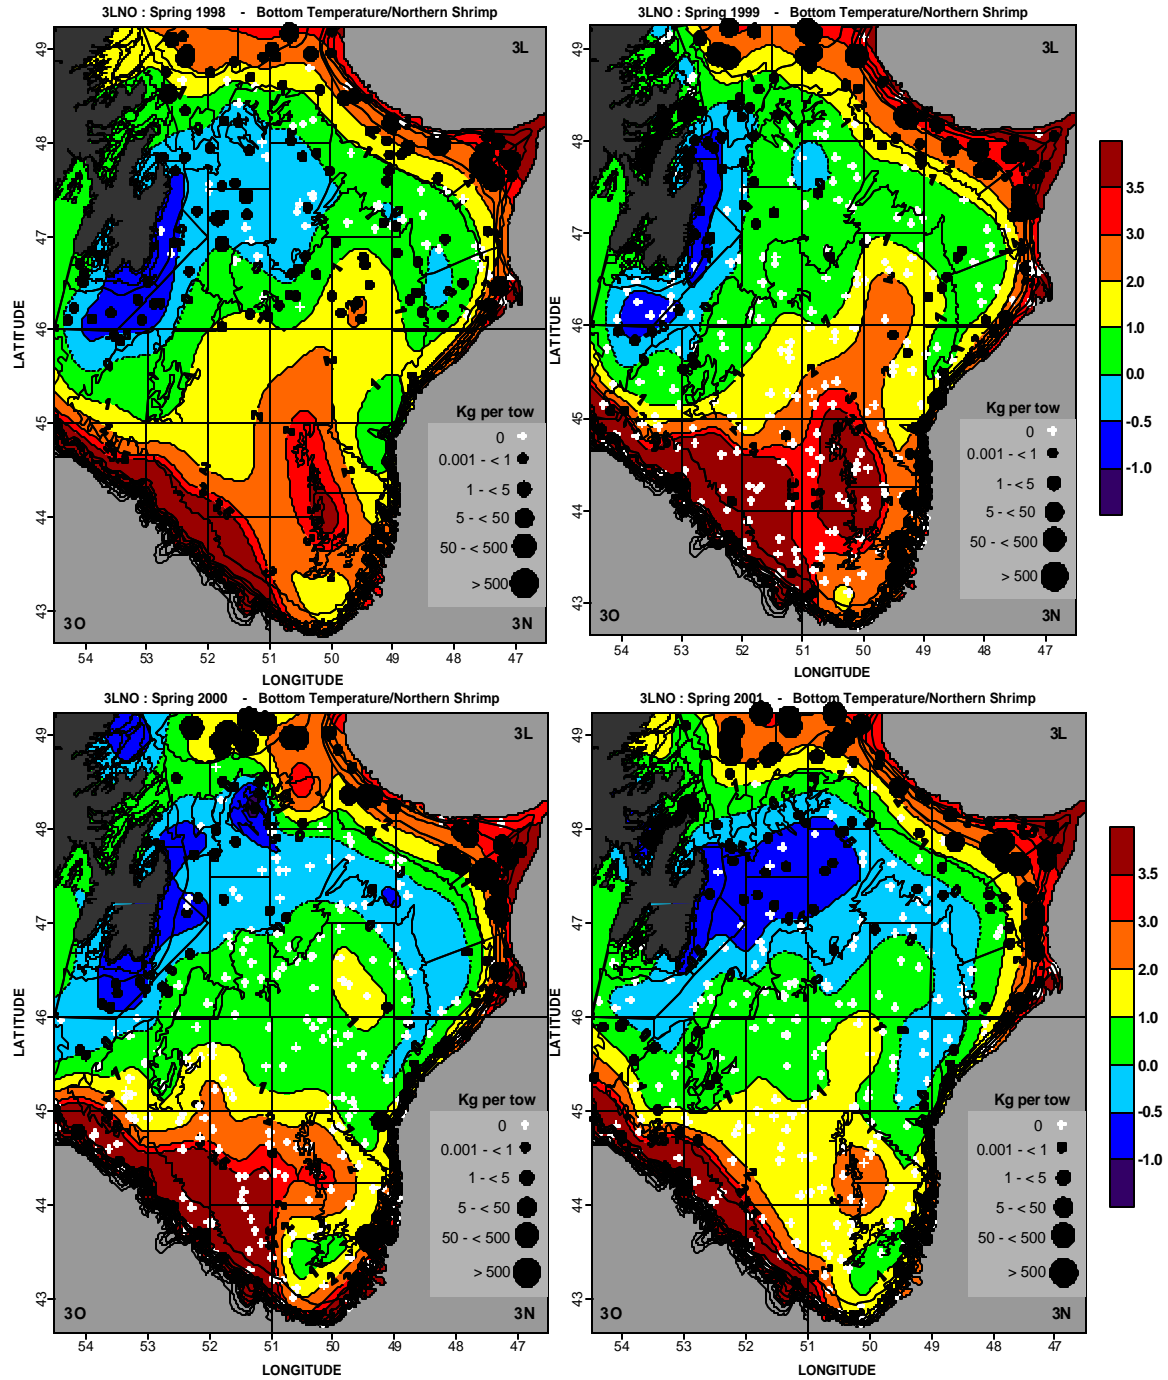 3LNO : Spring 1998 - Bottom Temperature/Northern Shrimp
49
48
47
46
45
44
43
LATITUDE
3L
Kg per tow
0
0.001 - < 1
1 - < 5
5 - < 50
50 - < 500
> 500
3O
3N
54 53 52 51 50 49 48 47
LONGITUDE
3LNO : Spring 1999 - Bottom Temperature/Northern Shrimp
49
48
47
46
45
44
43
LATITUDE
3L
Kg per tow
0
0.001 - < 1
1 - < 5
5 - < 50
50 - < 500
> 500
3O
3N
54 53 52 51 50 49 48 47
LONGITUDE
3.5
3.0
2.0
1.0
0.0
-0.5
-1.0
3LNO : Spring 2000 - Bottom Temperature/Northern Shrimp
49
48
47
46
45
44
43
LATITUDE
3L
Kg per tow
0
0.001 - < 1
1 - < 5
5 - < 50
50 - < 500
> 500
3O
3N
54 53 52 51 50 49 48 47
LONGITUDE
3LNO : Spring 2001 - Bottom Temperature/Northern Shrimp
49
48
47
46
45
44
43
LATITUDE
3L
Kg per tow
0
0.001 - < 1
1 - < 5
5 - < 50
50 - < 500
> 500
3O
3N
54 53 52 51 50 49 48 47
LONGITUDE
3.5
3.0
2.0
1.0
0.0
-0.5
-1.0